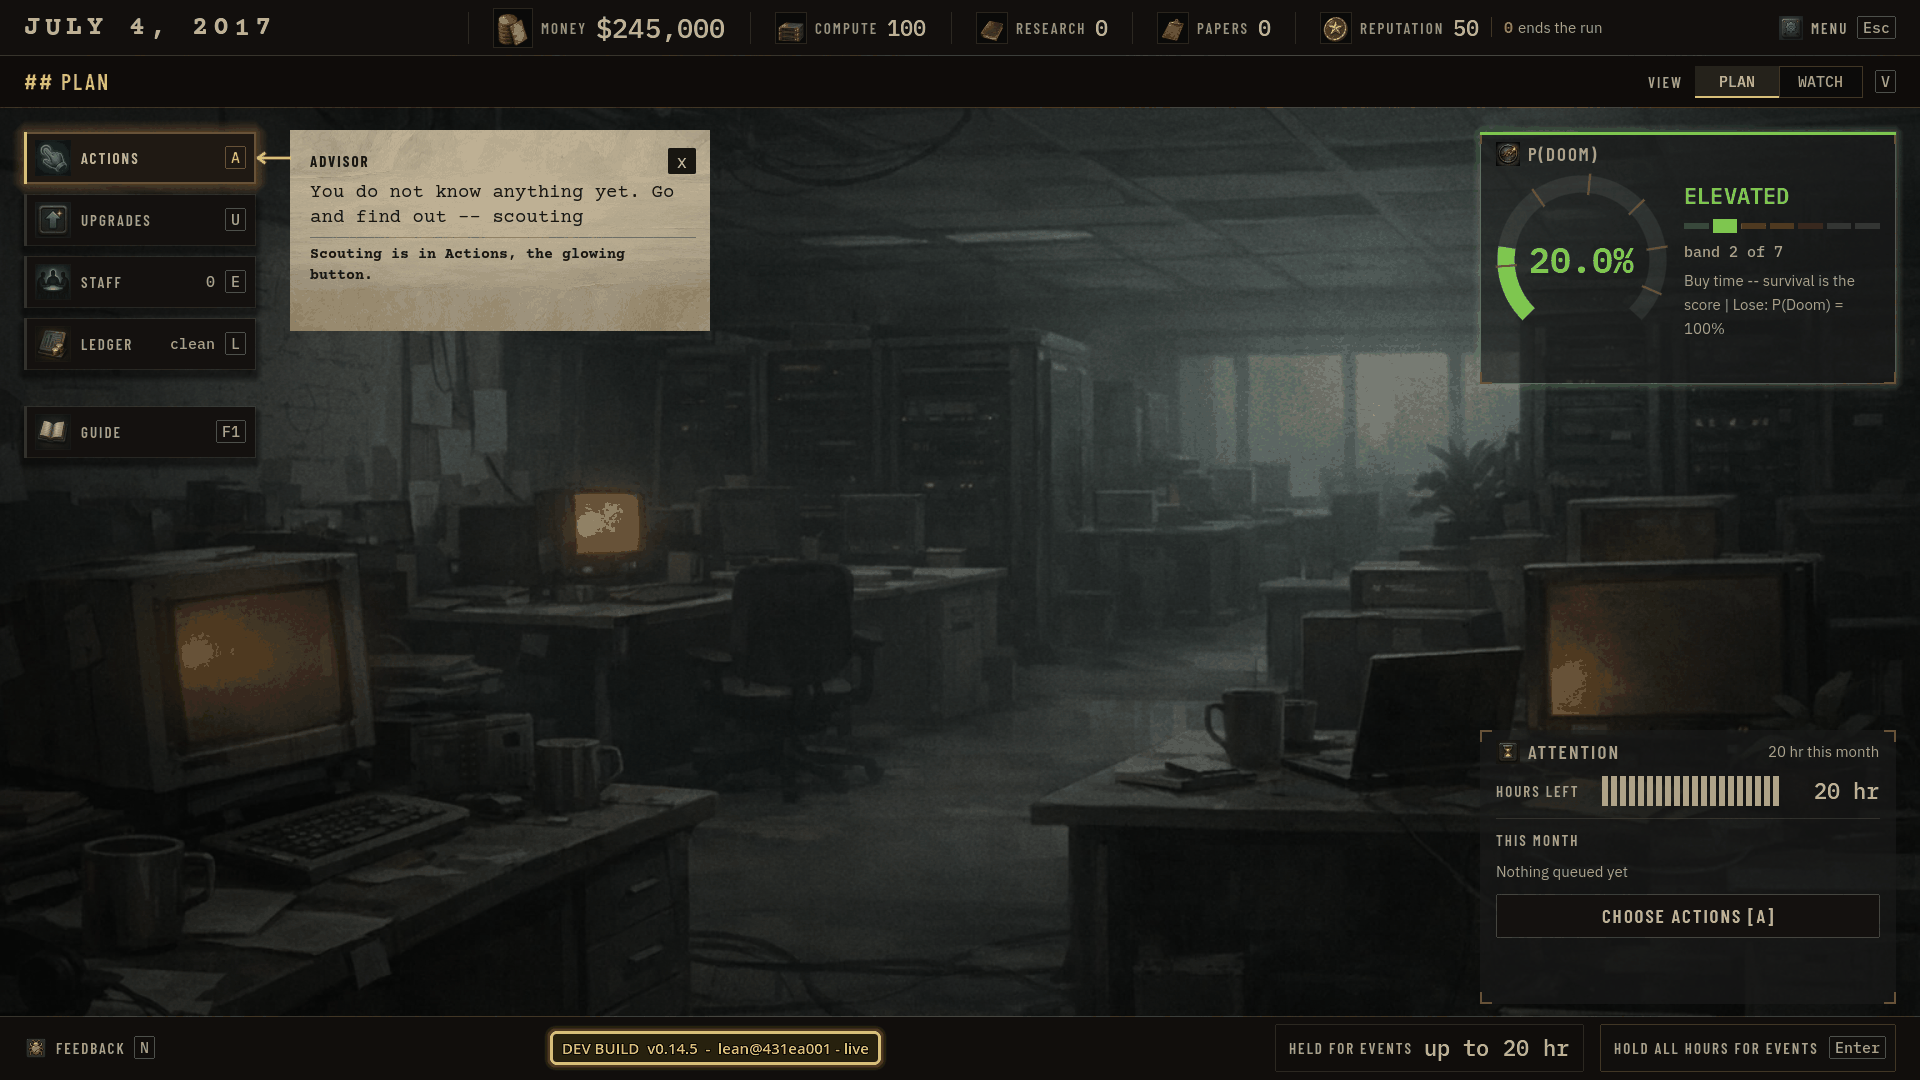 JULY 4, 2017
MONEY $245,000
COMPUTE 100
RESEARCH 0
PAPERS 0
REPUTATION 50
0 ends the run
MENU Esc
## PLAN
VIEW PLAN WATCH V
ACTIONS A
UPGRADES U
STAFF 0 E
LEDGER clean L
GUIDE F1
ADVISOR
X
You do not know anything yet. Go
and find out -- scouting
Scouting is in Actions, the glowing
button.
P(DOOM)
20.0%
ELEVATED
band 2 of 7
Buy time -- survival is the
score | Lose: P(Doom) =
100%
ATTENTION 20 hr this month
HOURS LEFT 20 hr
THIS MONTH
Nothing queued yet
CHOOSE ACTIONS [A]
FEEDBACK N
DEV BUILD v0.14.5 - lean@431ea001 - live
HELD FOR EVENTS up to 20 hr
HOLD ALL HOURS FOR EVENTS Enter